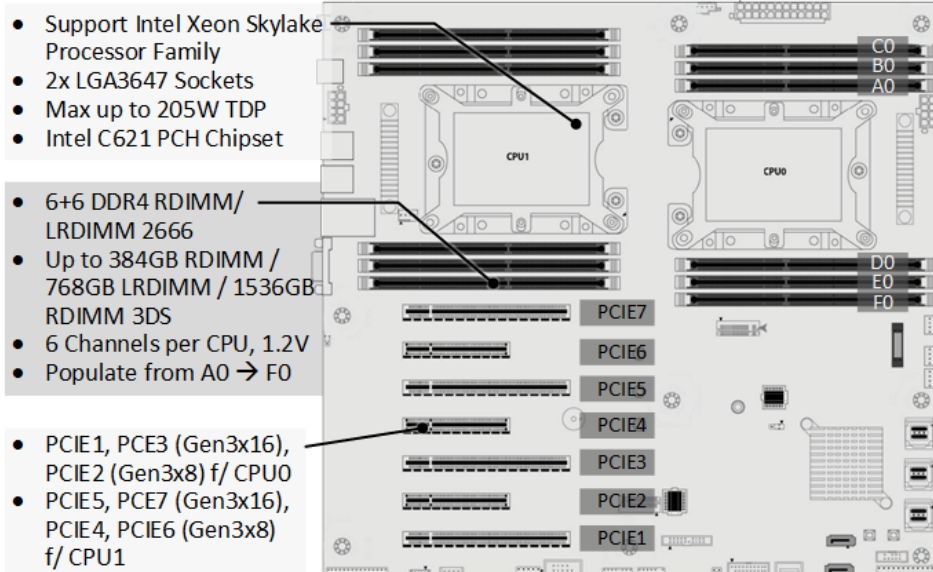 • Support Intel Xeon Skylake
Processor Family
• 2x LGA3647 Sockets
• Max up to 205W TDP
• Intel C621 PCH Chipset
• 6+6 DDR4 RDIMM/
LRDIMM 2666
• Up to 384GB RDIMM /
768GB LRDIMM / 1536GB
RDIMM 3DS
• 6 Channels per CPU, 1.2V
• Populate from A0 → F0
• PCIE1, PCE3 (Gen3x16),
PCIE2 (Gen3x8) f/ CPU0
• PCIE5, PCE7 (Gen3x16),
PCIE4, PCIE6 (Gen3x8)
f/ CPU1
CPU1
C0
B0
A0
CPU0
D0
E0
F0
PCIE7
PCIE6
PCIE5
PCIE4
PCIE3
PCIE2
PCIE1